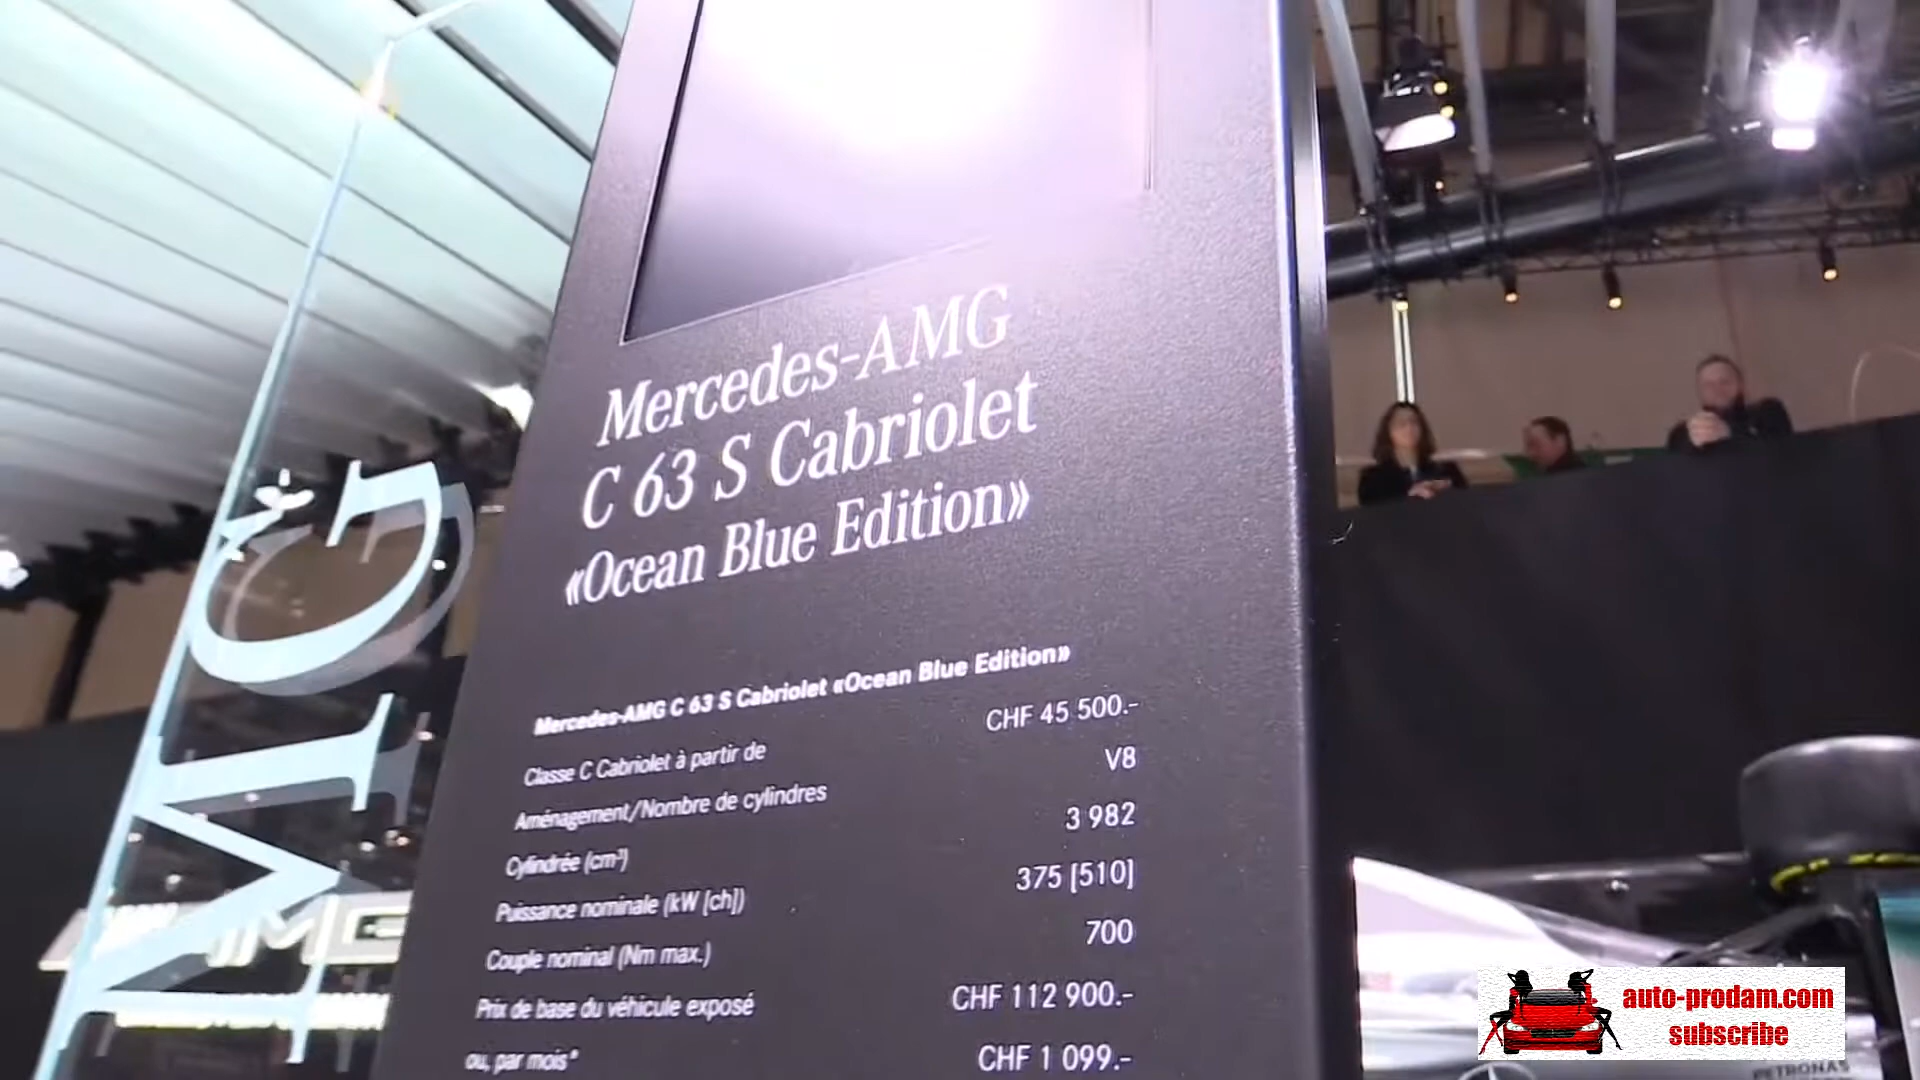 Mercedes-AMG
C 63 S Cabriolet
«Ocean Blue Edition»
Mercedes-AMG C 63 S Cabriolet «Ocean Blue Edition»
Classe C Cabriolet à partir de CHF 45 500.-
Aménagement/Nombre de cylindres V8
Cylindrée (cm³) 3 982
Puissance nominale (kW [ch]) 375 [510]
Couple nominal (Nm max.) 700
Prix de base du véhicule exposé CHF 112 900.-
ou, par mois* CHF 1 099.-
MG
AMG
PETRONAS
auto-prodam.com
subscribe